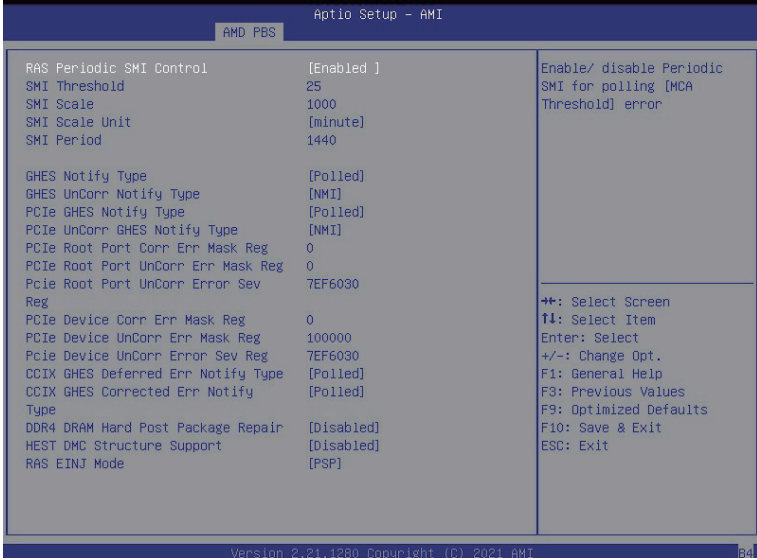 Aptio Setup - AMI
AMD PBS
RAS Periodic SMI Control [Enabled ]
SMI Threshold 25
SMI Scale 1000
SMI Scale Unit [minute]
SMI Period 1440
GHES Notify Type [Polled]
GHES UnCorr Notify Type [NMI]
PCIe GHES Notify Type [Polled]
PCIe UnCorr GHES Notify Type [NMI]
PCIe Root Port Corr Err Mask Reg 0
PCIe Root Port UnCorr Err Mask Reg 0
Pcie Root Port UnCorr Error Sev 7EF6030
Reg
PCIe Device Corr Err Mask Reg 0
PCIe Device UnCorr Err Mask Reg 100000
Pcie Device UnCorr Error Sev Reg 7EF6030
CCIX GHES Deferred Err Notify Type [Polled]
CCIX GHES Corrected Err Notify [Polled]
Type
DDR4 DRAM Hard Post Package Repair [Disabled]
HEST DMC Structure Support [Disabled]
RAS EINJ Mode [PSP]
Enable/ disable Periodic
SMI for polling [MCA
Threshold] error
→←: Select Screen
↑↓: Select Item
Enter: Select
+/-: Change Opt.
F1: General Help
F3: Previous Values
F9: Optimized Defaults
F10: Save & Exit
ESC: Exit
Version 2.21.1280 Copyright (C) 2021 AMI
B4